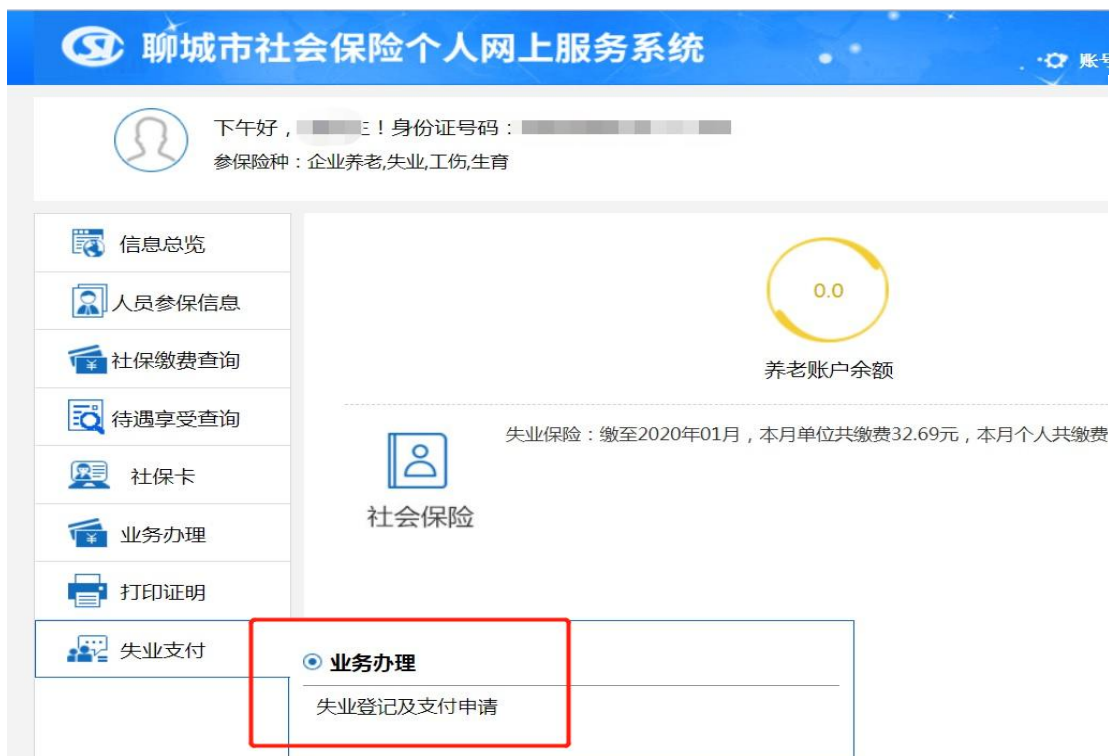 聊城市社会保险个人网上服务系统
账号
下午好，
！身份证号码：
参保险种：企业养老,失业,工伤,生育
信息总览
人员参保信息
社保缴费查询
待遇享受查询
社保卡
业务办理
打印证明
失业支付
0.0
养老账户余额
失业保险：缴至2020年01月，本月单位共缴费32.69元，本月个人共缴费
社会保险
业务办理
失业登记及支付申请